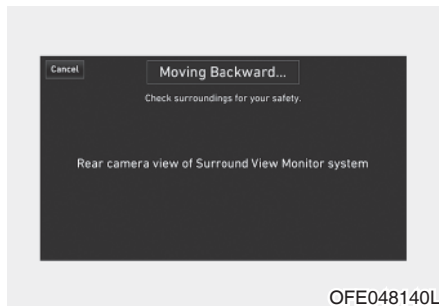 Cancel
Moving Backward...
Check surroundings for your safety.
Rear camera view of Surround View Monitor system
OFE048140L